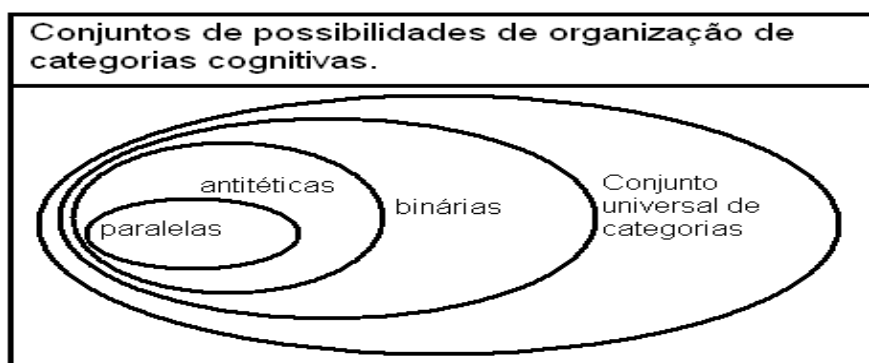 Conjuntos de possibilidades de organização de
categorias cognitivas.
antitéticas
paralelas
binárias
Conjunto
universal de
categorias